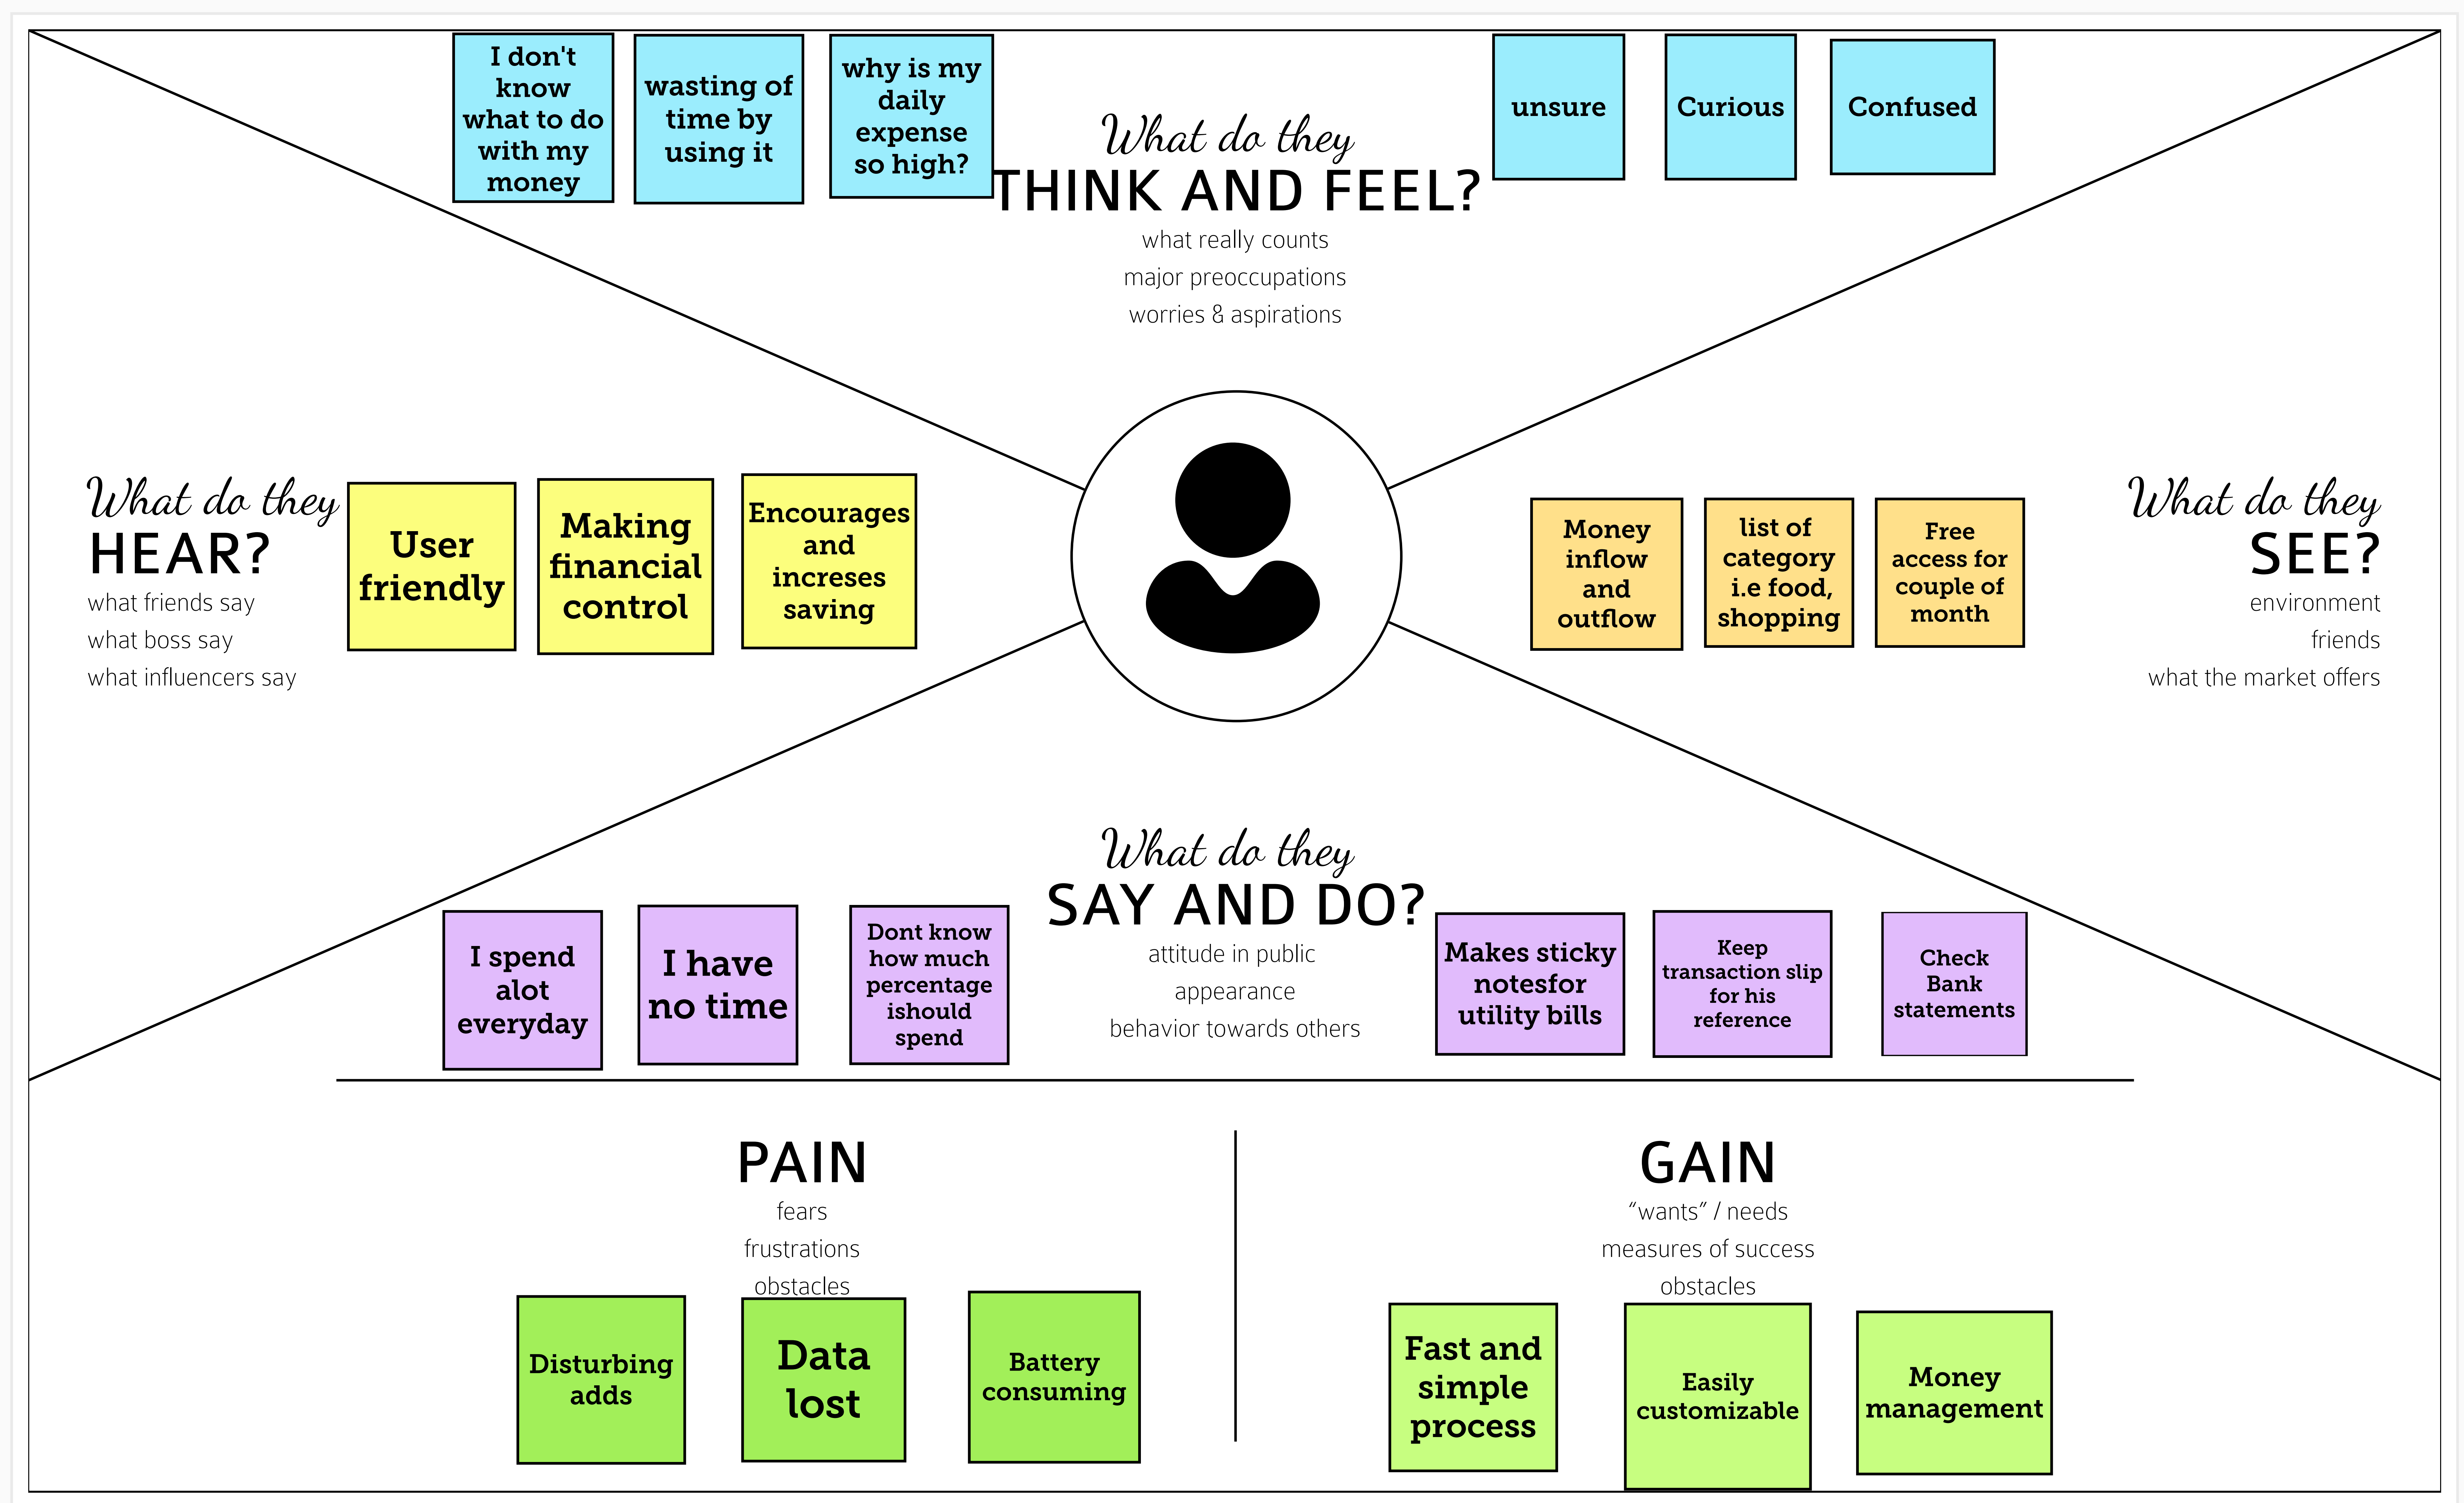 I don't
know
what to do
with my
money
wasting of
time by
using it
why is my
daily
expense
so high?
What do they
THINK AND FEEL?
what really counts
major preoccupations
worries & aspirations
unsure
Curious
Confused
What do they
HEAR?
what friends say
what boss say
what influencers say
User
friendly
Making
financial
control
Encourages
and
increses
saving
Money
inflow
and
outflow
list of
category
i.e food,
shopping
Free
access for
couple of
month
What do they
SEE?
environment
friends
what the market offers
What do they
SAY AND DO?
attitude in public
appearance
behavior towards others
I spend
alot
everyday
I have
no time
Dont know
how much
percentage
ishould
spend
Makes sticky
notesfor
utility bills
Keep
transaction slip
for his
reference
Check
Bank
statements
PAIN
fears
frustrations
obstacles
Disturbing
adds
Data
lost
Battery
consuming
GAIN
“wants” / needs
measures of success
obstacles
Fast and
simple
process
Easily
customizable
Money
management